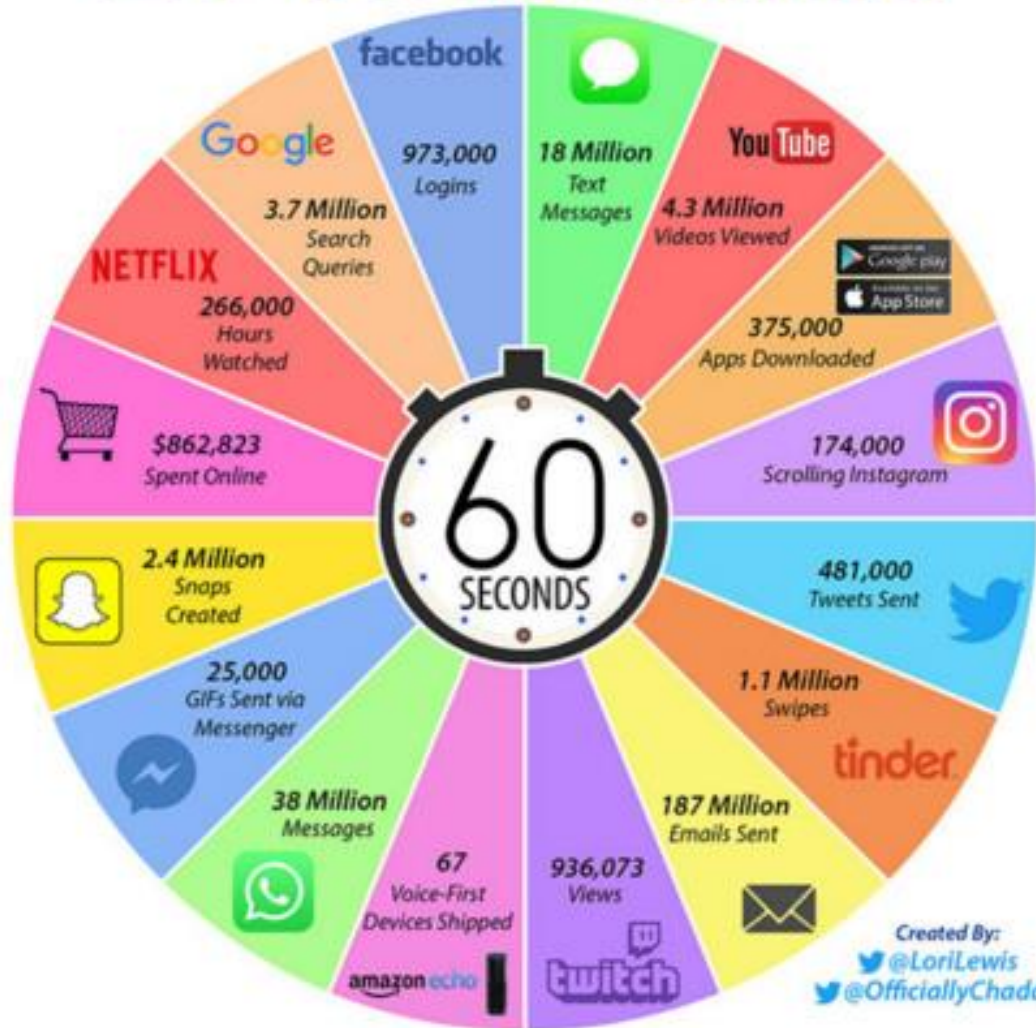 facebook
973,000
Logins
18 Million
Text
Messages
YouTube
4.3 Million
Videos Viewed
Google play
App Store
375,000
Apps Downloaded
174,000
Scrolling Instagram
481,000
Tweets Sent
1.1 Million
Swipes
tinder
187 Million
Emails Sent
936,073
Views
twitch
67
Voice-First
Devices Shipped
amazon echo
38 Million
Messages
25,000
GIFs Sent via
Messenger
2.4 Million
Snaps
Created
$862,823
Spent Online
NETFLIX
266,000
Hours
Watched
Google
3.7 Million
Search
Queries
60
SECONDS
Created By:
@LoriLewis
@OfficiallyChadd